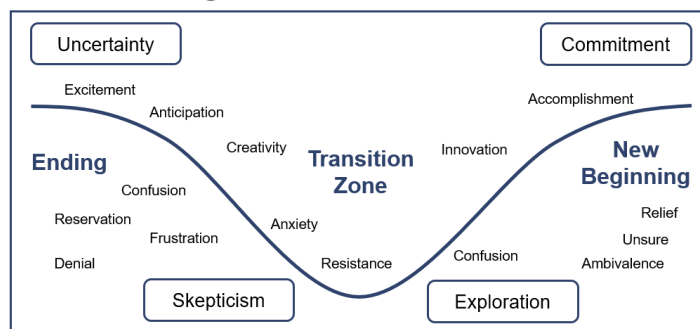 Uncertainty
Commitment
Excitement
Anticipation
Accomplishment
Creativity
Innovation
Transition
Zone
Ending
New
Beginning
Confusion
Reservation
Anxiety
Relief
Frustration
Unsure
Denial
Resistance
Confusion
Ambivalence
Skepticism
Exploration